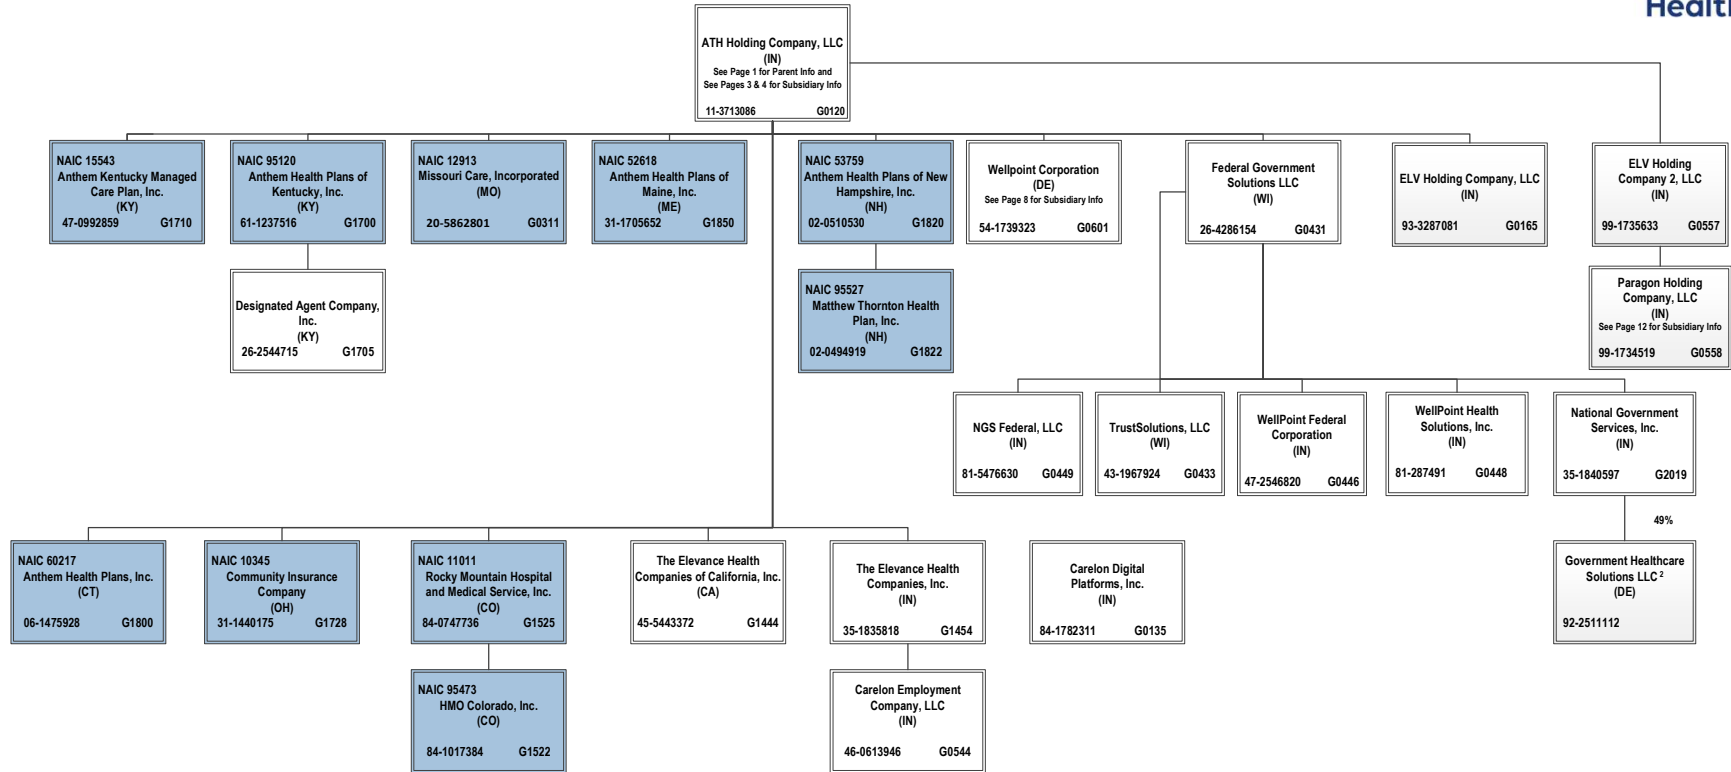 Health
ATH Holding Company, LLC
(IN)
See Page 1 for Parent Info and
See Pages 3 & 4 for Subsidiary Info
11-3713086 G0120
NAIC 15543
Anthem Kentucky Managed
Care Plan, Inc.
(KY)
47-0992859 G1710
NAIC 95120
Anthem Health Plans of
Kentucky, Inc.
(KY)
61-1237516 G1700
NAIC 12913
Missouri Care, Incorporated
(MO)
20-5862801 G0311
NAIC 52618
Anthem Health Plans of
Maine, Inc.
(ME)
31-1705652 G1850
NAIC 53759
Anthem Health Plans of New
Hampshire, Inc.
(NH)
02-0510530 G1820
Wellpoint Corporation
(DE)
See Page 8 for Subsidiary Info
54-1739323 G0601
Federal Government
Solutions LLC
(WI)
26-4286154 G0431
ELV Holding Company, LLC
(IN)
93-3287081 G0165
ELV Holding
Company 2, LLC
(IN)
99-1735633 G0557
Designated Agent Company,
Inc.
(KY)
26-2544715 G1705
NAIC 95527
Matthew Thornton Health
Plan, Inc.
(NH)
02-0494919 G1822
Paragon Holding
Company, LLC
(IN)
See Page 12 for Subsidiary Info
99-1734519 G0558
NGS Federal, LLC
(IN)
81-5476630 G0449
TrustSolutions, LLC
(WI)
43-1967924 G0433
WellPoint Federal
Corporation
(IN)
47-2546820 G0446
WellPoint Health
Solutions, Inc.
(IN)
81-287491 G0448
National Government
Services, Inc.
(IN)
35-1840597 G2019
49%
NAIC 60217
Anthem Health Plans, Inc.
(CT)
06-1475928 G1800
NAIC 10345
Community Insurance
Company
(OH)
31-1440175 G1728
NAIC 11011
Rocky Mountain Hospital
and Medical Service, Inc.
(CO)
84-0747736 G1525
The Elevance Health
Companies of California, Inc.
(CA)
45-5443372 G1444
The Elevance Health
Companies, Inc.
(IN)
35-1835818 G1454
Carelon Digital
Platforms, Inc.
(IN)
84-1782311 G0135
Government Healthcare
Solutions LLC 2
(DE)
92-2511112
NAIC 95473
HMO Colorado, Inc.
(CO)
84-1017384 G1522
Carelon Employment
Company, LLC
(IN)
46-0613946 G0544